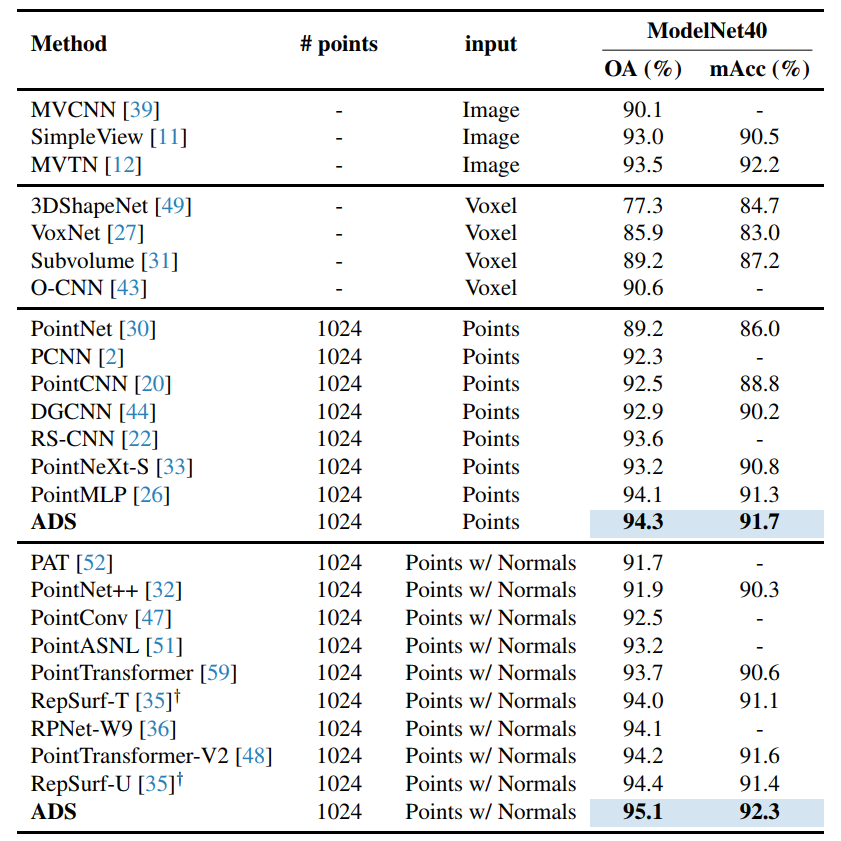 Method # points input ModelNet40
OA (%) mAcc (%)
MVCNN [39] - Image 90.1 -
SimpleView [11] - Image 93.0 90.5
MVTN [12] - Image 93.5 92.2
3DShapeNet [49] - Voxel 77.3 84.7
VoxNet [27] - Voxel 85.9 83.0
Subvolume [31] - Voxel 89.2 87.2
O-CNN [43] - Voxel 90.6 -
PointNet [30] 1024 Points 89.2 86.0
PCNN [2] 1024 Points 92.3 -
PointCNN [20] 1024 Points 92.5 88.8
DGCNN [44] 1024 Points 92.9 90.2
RS-CNN [22] 1024 Points 93.6 -
PointNeXt-S [33] 1024 Points 93.2 90.8
PointMLP [26] 1024 Points 94.1 91.3
ADS 1024 Points 94.3 91.7
PAT [52] 1024 Points w/ Normals 91.7 -
PointNet++ [32] 1024 Points w/ Normals 91.9 90.3
PointConv [47] 1024 Points w/ Normals 92.5 -
PointASNL [51] 1024 Points w/ Normals 93.2 -
PointTransformer [59] 1024 Points w/ Normals 93.7 90.6
RepSurf-T [35]† 1024 Points w/ Normals 94.0 91.1
RPNet-W9 [36] 1024 Points w/ Normals 94.1 -
PointTransformer-V2 [48] 1024 Points w/ Normals 94.2 91.6
RepSurf-U [35]† 1024 Points w/ Normals 94.4 91.4
ADS 1024 Points w/ Normals 95.1 92.3